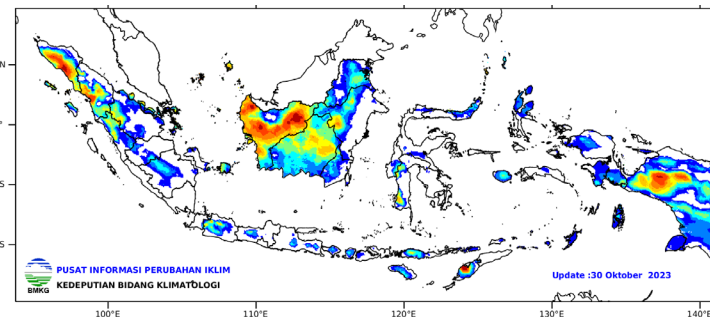 N
°
S
S
PUSAT INFORMASI PERUBAHAN IKLIM
KEDEPUTIAN BIDANG KLIMATOLOGI
BMKG
Update :30 Oktober 2023
100°E
110°E
120°E
130°E
140°E